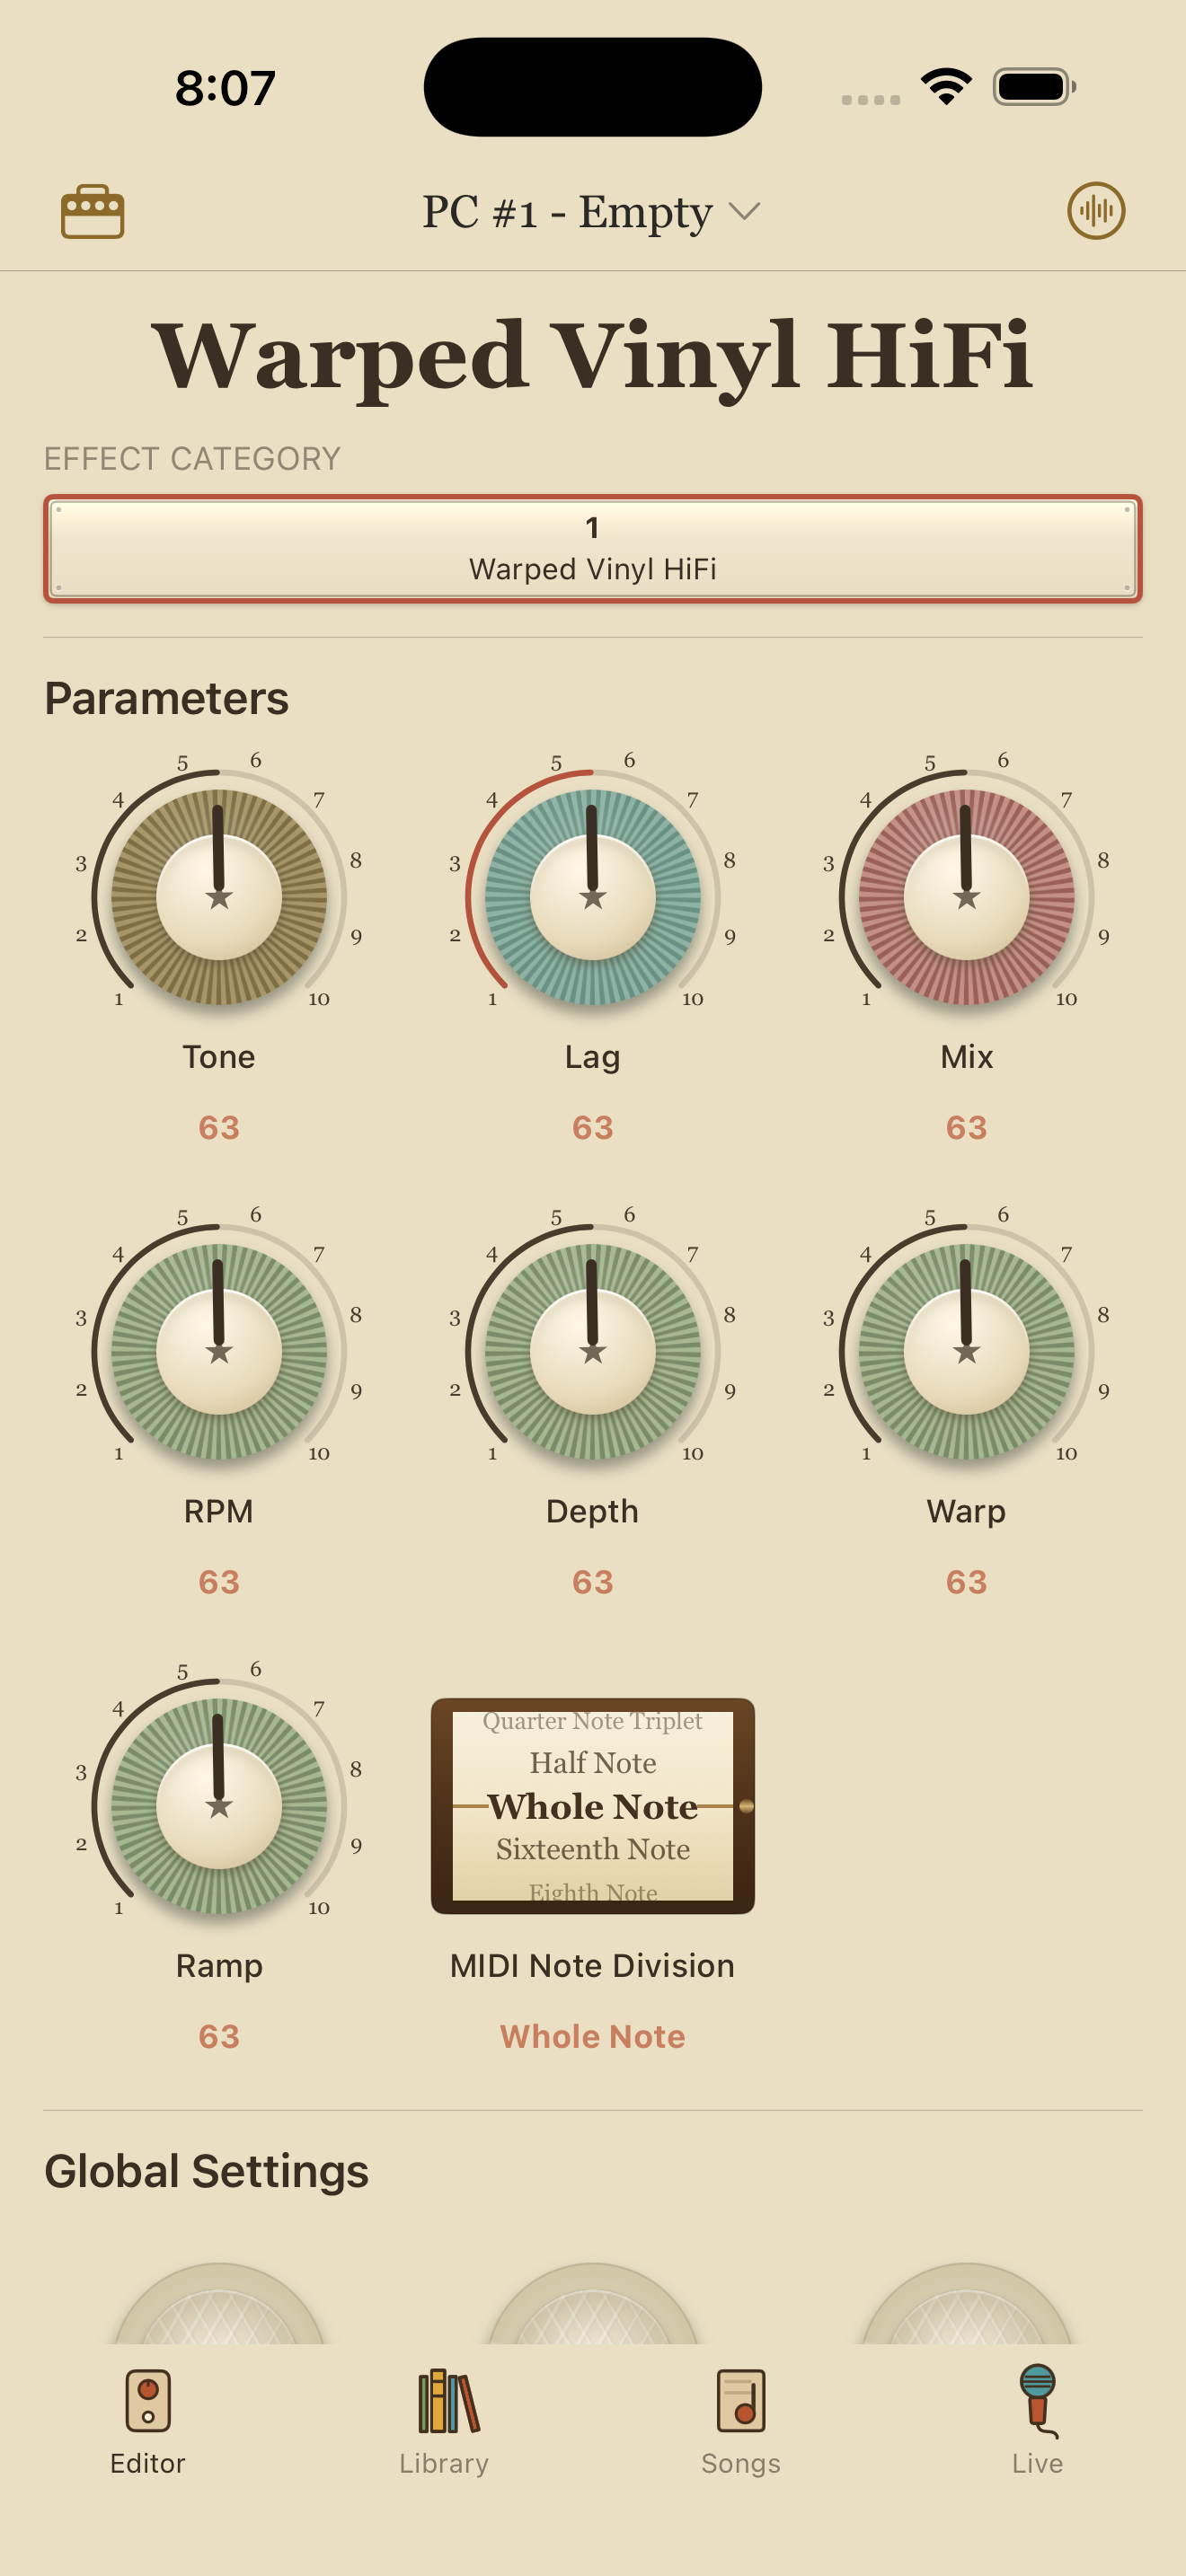 8:07
PC #1 - Empty
Warped Vinyl HiFi
EFFECT CATEGORY
1
Warped Vinyl HiFi
Parameters
1 2 3 4 5 6 7 8 9 10
1 2 3 4 5 6 7 8 9 10
1 2 3 4 5 6 7 8 9 10
Tone Lag Mix
63 63 63
1 2 3 4 5 6 7 8 9 10
1 2 3 4 5 6 7 8 9 10
1 2 3 4 5 6 7 8 9 10
RPM Depth Warp
63 63 63
1 2 3 4 5 6 7 8 9 10
Quarter Note Triplet
Half Note
Whole Note
Sixteenth Note
Eighth Note
Ramp MIDI Note Division
63 Whole Note
Global Settings
Editor Library Songs Live